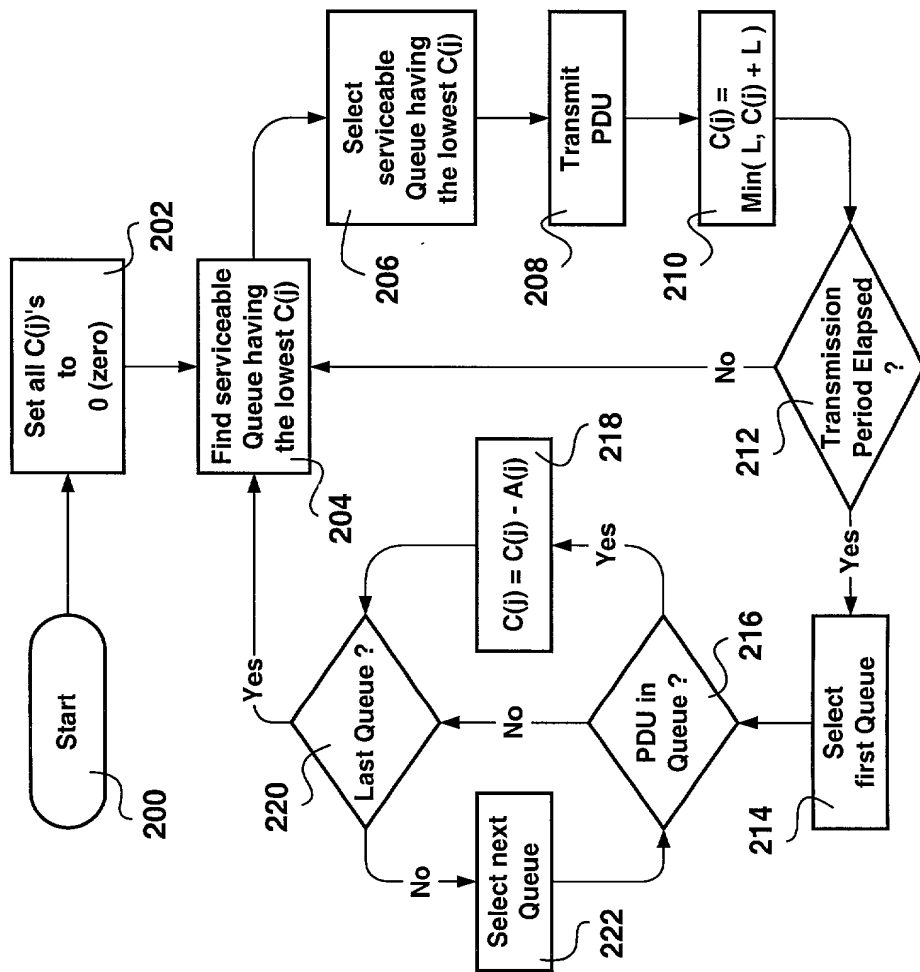 Start
200
Set all C(j)'s
to
0 (zero)
202
Find serviceable
Queue having
the lowest C(j)
204
Select
serviceable
Queue having
the lowest C(j)
206
Transmit
PDU
208
C(j) =
Min( L, C(j) + L )
210
Transmission
Period Elapsed
?
212
No
Yes
Select
first Queue
214
PDU in
Queue ?
216
Yes
No
C(j) = C(j) - A(j)
218
Last Queue ?
220
Yes
No
Select next
Queue
222